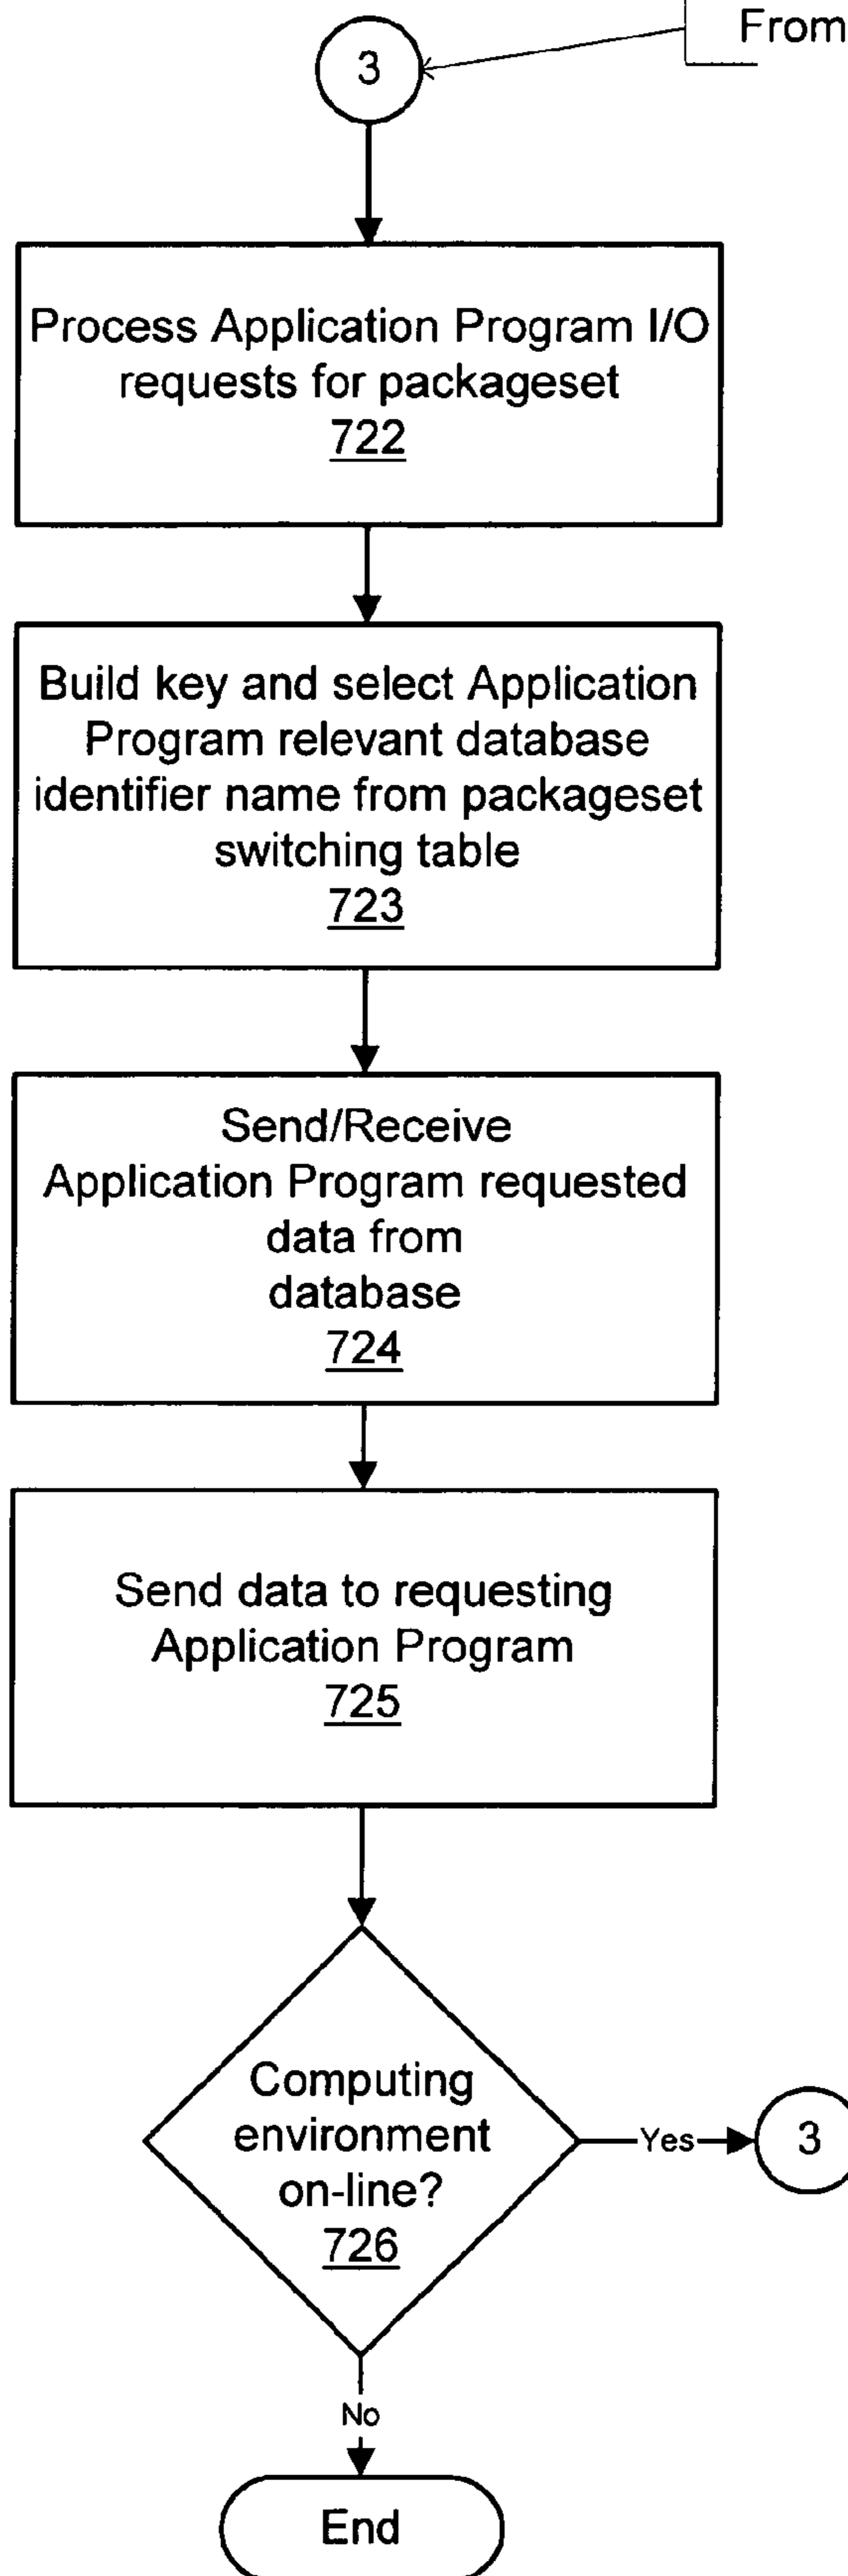 From
3
Process Application Program I/O
requests for packageset
722
Build key and select Application
Program relevant database
identifier name from packageset
switching table
723
Send/Receive
Application Program requested
data from
database
724
Send data to requesting
Application Program
725
Computing
environment
on-line?
726
Yes
3
No
End